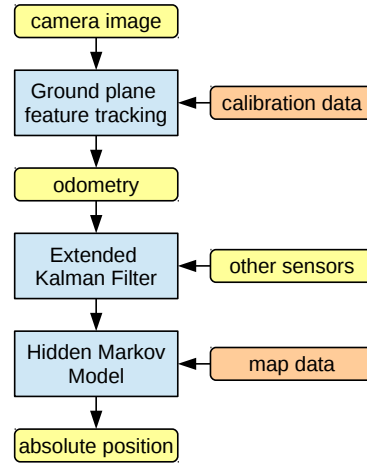 camera image
Ground plane
feature tracking
calibration data
odometry
Extended
Kalman Filter
other sensors
Hidden Markov
Model
map data
absolute position